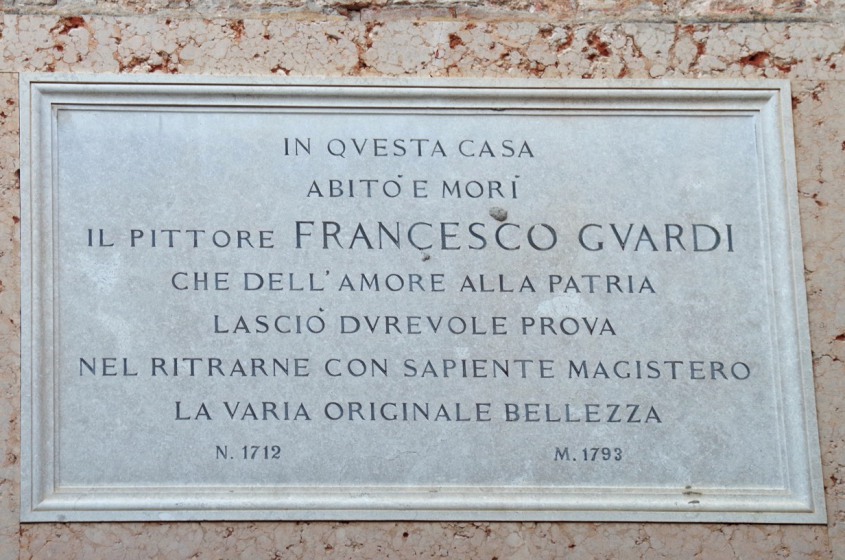 IN QVESTA CASA
ABITÒ E MORÌ
IL PITTORE FRANCESCO GVARDI
CHE DELL'AMORE ALLA PATRIA
LASCIÒ DVREVOLE PROVA
NEL RITRARNE CON SAPIENTE MAGISTERO
LA VARIA ORIGINALE BELLEZZA
N. 1712 M. 1793